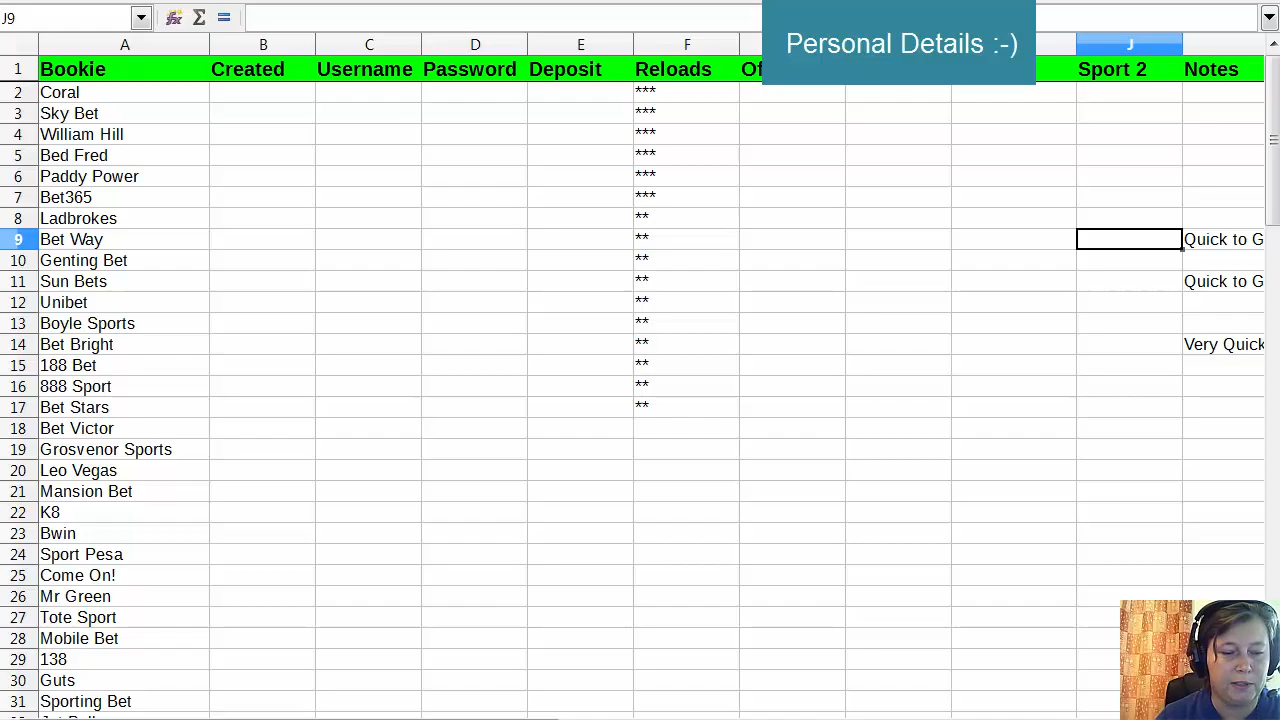 J9
Personal Details :-)
A B C D E F J
1 Bookie Created Username Password Deposit Reloads Of Sport 2 Notes
2 Coral ***
3 Sky Bet ***
4 William Hill ***
5 Bed Fred ***
6 Paddy Power ***
7 Bet365 ***
8 Ladbrokes **
9 Bet Way ** Quick to G
10 Genting Bet **
11 Sun Bets ** Quick to G
12 Unibet **
13 Boyle Sports **
14 Bet Bright ** Very Quick
15 188 Bet **
16 888 Sport **
17 Bet Stars **
18 Bet Victor
19 Grosvenor Sports
20 Leo Vegas
21 Mansion Bet
22 K8
23 Bwin
24 Sport Pesa
25 Come On!
26 Mr Green
27 Tote Sport
28 Mobile Bet
29 138
30 Guts
31 Sporting Bet